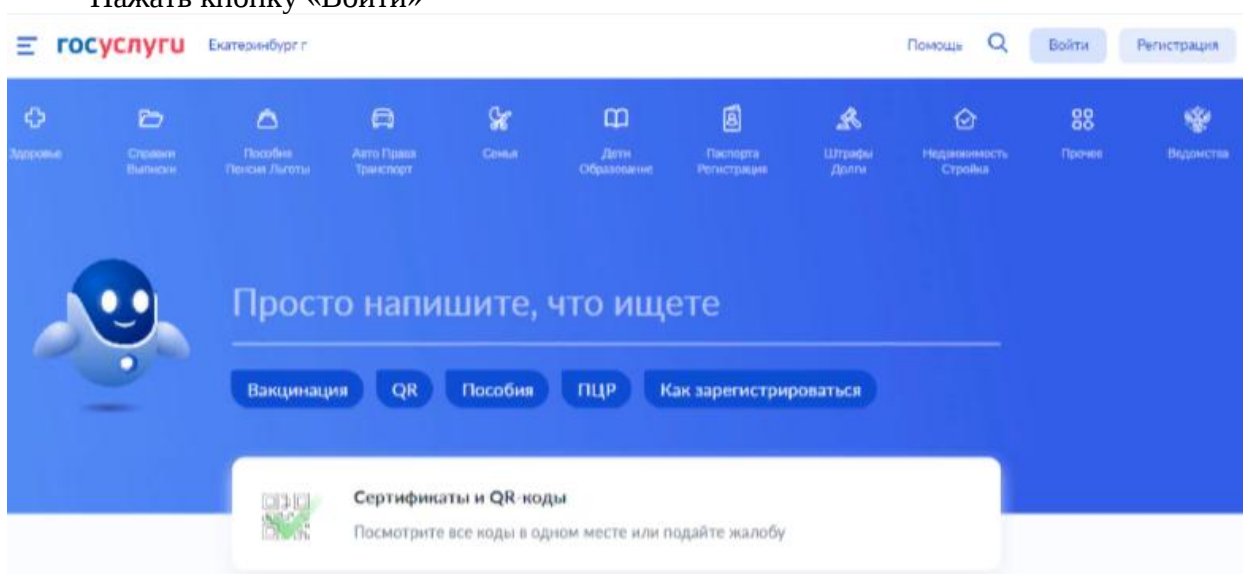 Нажать кнопку «Войти»
госуслуги Екатеринбург г Помощь Войти Регистрация
Здоровье Справки Пособия Авто Права Семья Дети Паспорта Штрафы Недвижимость Прочее Ведомства
Выписки Пенсия Льготы Транспорт Образование Регистрация Долги Стройка
Просто напишите, что ищете
Вакцинация QR Пособия ПЦР Как зарегистрироваться
Сертификаты и QR-коды
Посмотрите все коды в одном месте или подайте жалобу